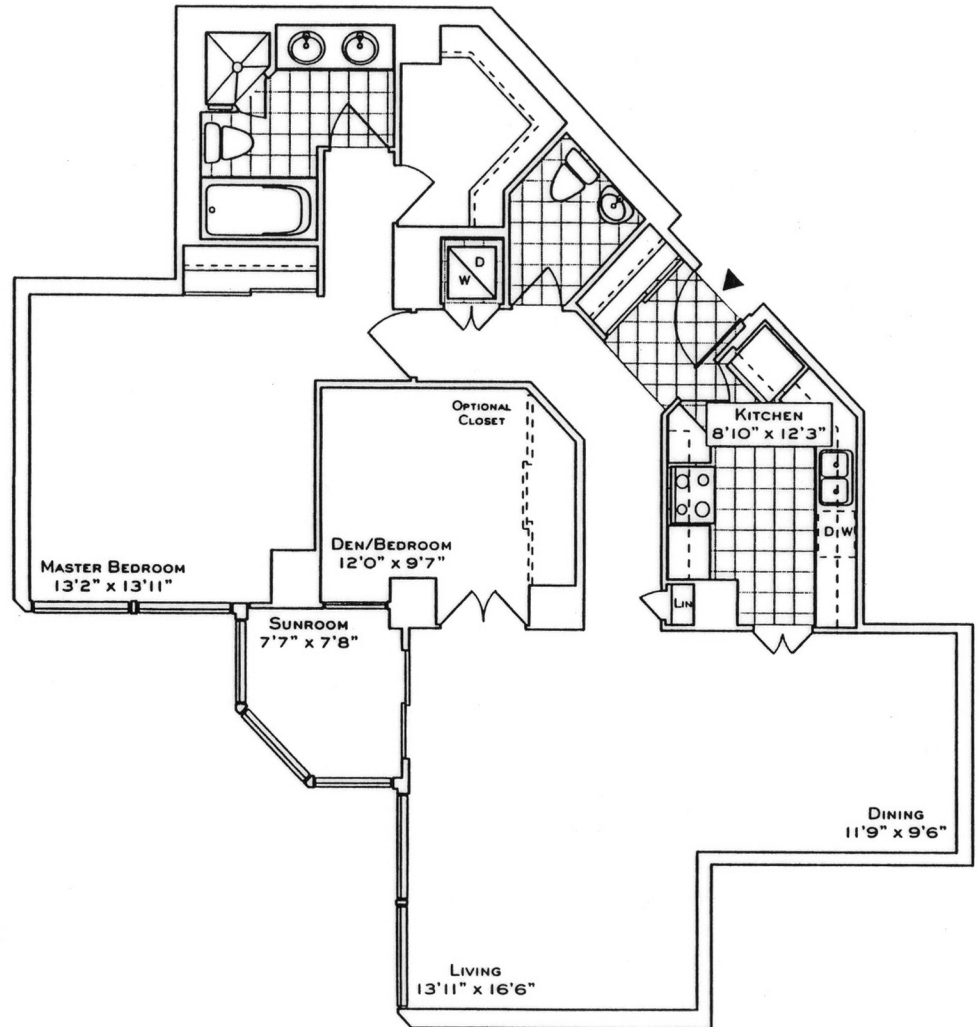 D
W
OPTIONAL
CLOSET
KITCHEN
8'10" x 12'3"
D W
DEN/BEDROOM
12'0" x 9'7"
MASTER BEDROOM
13'2" x 13'11"
LIN
SUNROOM
7'7" x 7'8"
DINING
11'9" x 9'6"
LIVING
13'11" x 16'6"